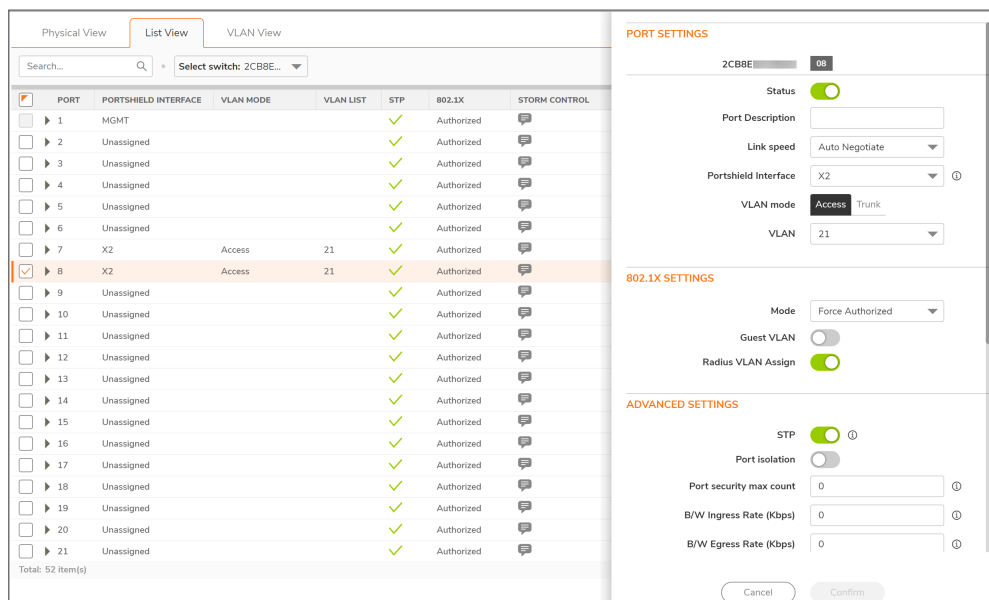 Physical View List View VLAN View
Search... Select switch: 2CB8E...
PORT PORTSHIELD INTERFACE VLAN MODE VLAN LIST STP 802.1X STORM CONTROL
1 MGMT Authorized
2 Unassigned Authorized
3 Unassigned Authorized
4 Unassigned Authorized
5 Unassigned Authorized
6 Unassigned Authorized
7 X2 Access 21 Authorized
8 X2 Access 21 Authorized
9 Unassigned Authorized
10 Unassigned Authorized
11 Unassigned Authorized
12 Unassigned Authorized
13 Unassigned Authorized
14 Unassigned Authorized
15 Unassigned Authorized
16 Unassigned Authorized
17 Unassigned Authorized
18 Unassigned Authorized
19 Unassigned Authorized
20 Unassigned Authorized
21 Unassigned Authorized
Total: 52 item(s)
PORT SETTINGS
2CB8E 08
Status
Port Description
Link speed Auto Negotiate
Portshield Interface X2
VLAN mode Access Trunk
VLAN 21
802.1X SETTINGS
Mode Force Authorized
Guest VLAN
Radius VLAN Assign
ADVANCED SETTINGS
STP
Port isolation
Port security max count 0
B/W Ingress Rate (Kbps) 0
B/W Egress Rate (Kbps) 0
Cancel Confirm